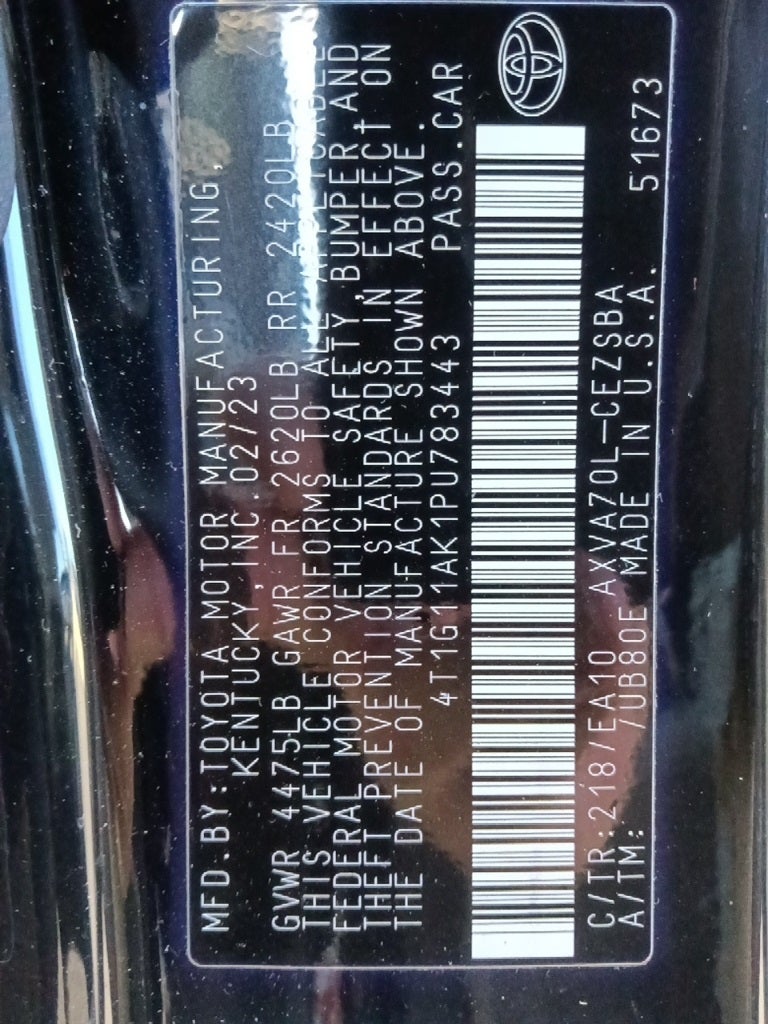 MFD.BY:TOYOTA MOTOR MANUFACTURING,
KENTUCKY,INC.02/23
GVWR 4475LB GAWR FR 2620LB RR 2420LB
THIS VEHICLE CONFORMS TO ALL APPLICABLE
FEDERAL MOTOR VEHICLE SAFETY,BUMPER,AND
THEFT PREVENTION STANDARDS IN EFFECT ON
THE DATE OF MANUFACTURE SHOWN ABOVE.
4T1G11AK1PU783443 PASS.CAR
C/TR:218/EA10 AXVA70L-CEZSBA
A/TM: /UB80E MADE IN U.S.A. 51673